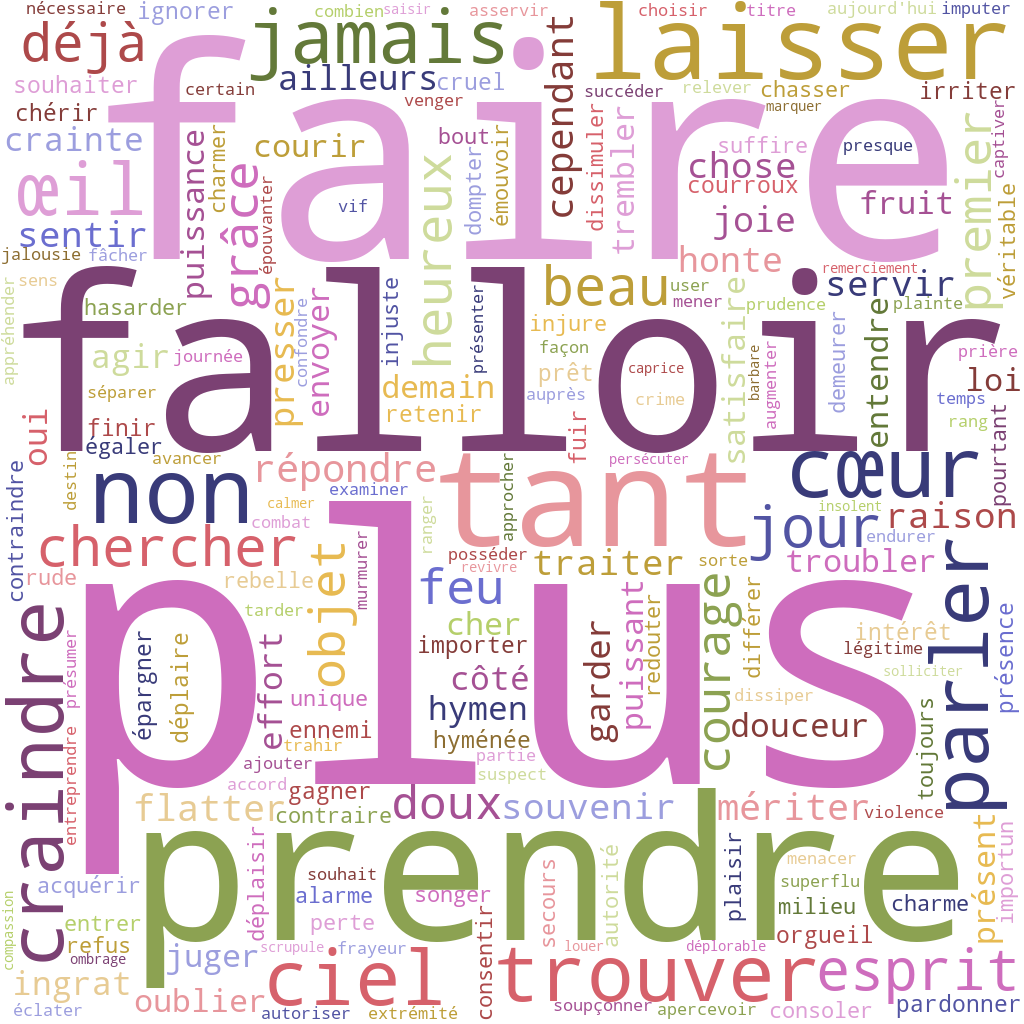 nécessaire
ignorer
combien
saisir
asservir
choisir
titre
aujourd'hui
imputer
déjà
jamais
laisser
souhaiter
ailleurs
cruel
cependant
succéder
relever
chasser
irriter
certain
venger
marquer
chérir
faire
crainte
courir
bout
suffire
presque
captiver
puissance
charmer
émouvoir
dompter
dissimuler
trembler
chose
courroux
premier
œil
grâce
vif
heureux
fruit
véritable
sentir
épouvanter
joie
jalousie
fâcher
honte
remerciement
sens
hasarder
falloir
beau
user
mener
servir
prudence
plainte
appréhender
presser
confondre
envoyer
injuste
présenter
injure
satisfaire
entendre
agir
journée
façon
demeurer
prière
séparer
demain
auprès
prêt
caprice
barbare
augmenter
loi
retenir
crime
temps
oui
finir
fuir
rang
pourtant
égaler
avancer
répondre
tant
persécuter
cœur
destin
non
examiner
approcher
insolent
contraindre
calmer
combat
ranger
jour
raison
endurer
chercher
murmurer
posséder
revivre
traiter
sorte
troubler
rude
rebelle
objet
feu
plus
tarder
cher
puissant
redouter
courage
différer
intérêt
parler
craindre
présumer
épargner
déplaire
effort
importer
garder
légitime
présence
côté
solliciter
unique
hymen
dissiper
ennemi
douceur
trahir
hyménée
partie
toujours
entreprendre
ajouter
suspect
accord
gagner
flatter
contraire
doux
souvenir
mériter
violence
prendre
déplaisir
plaisir
présent
importun
menacer
acquérir
souhait
alarme
songer
secours
autorité
superflu
milieu
charme
compassion
entrer
perte
consentir
orgueil
refus
scrupule
frayeur
louer
déplorable
ombrage
juger
ciel
trouver
esprit
ingrat
oublier
éclater
autoriser
extrémité
soupçonner
apercevoir
consoler
pardonner